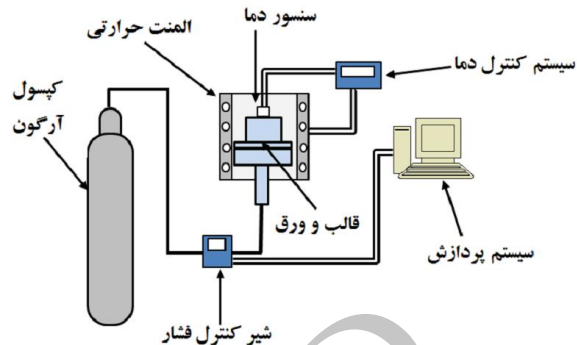 سنسور دما
المنت حرارتی
سیستم کنترل دما
کپسول
آرگون
قالب و ورق
سیستم پردازش
شیر کنترل فشار